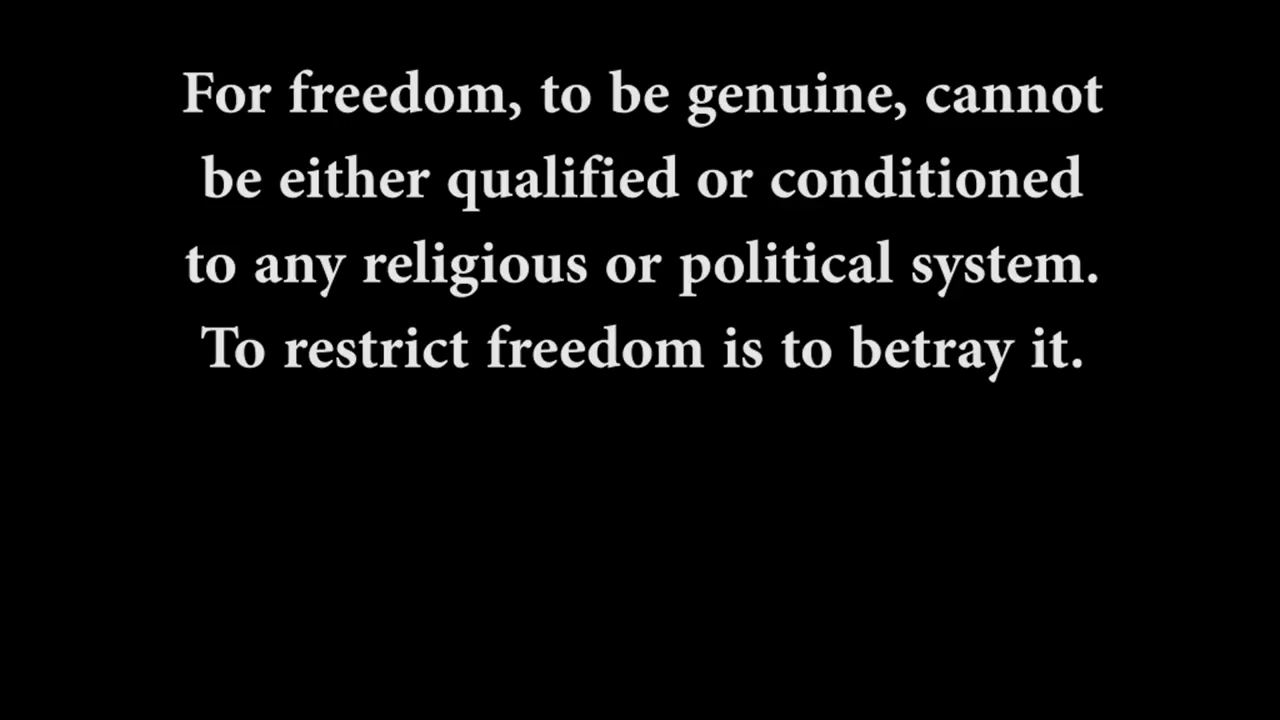 For freedom, to be genuine, cannot
be either qualified or conditioned
to any religious or political system.
To restrict freedom is to betray it.